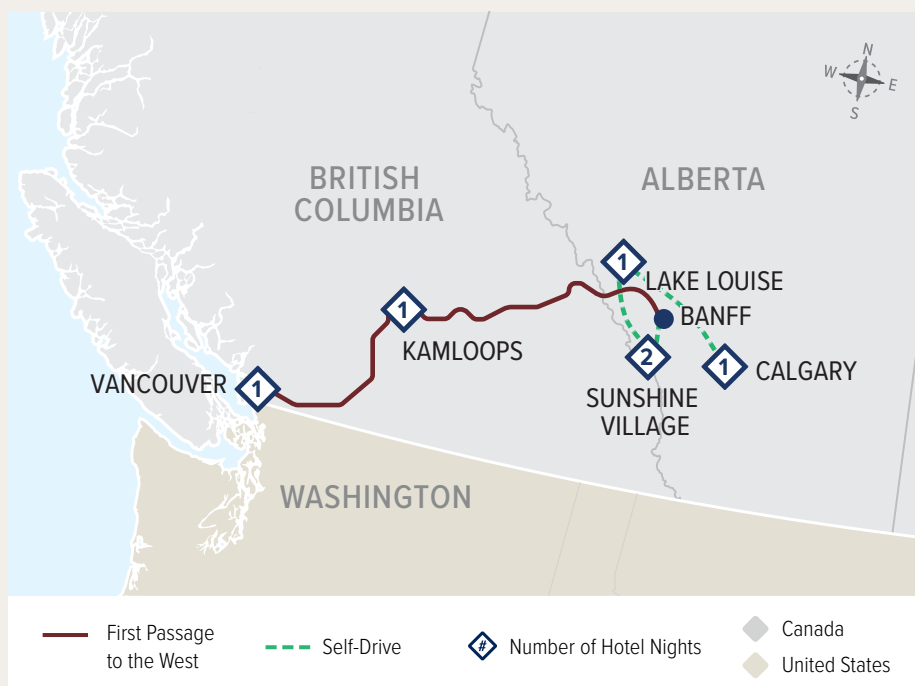 N
W
E
S
BRITISH
COLUMBIA
ALBERTA
1
LAKE LOUISE
1
BANFF
KAMLOOPS
2
1
CALGARY
VANCOUVER
1
SUNSHINE
VILLAGE
WASHINGTON
First Passage
to the West
Self-Drive
# Number of Hotel Nights
Canada
United States